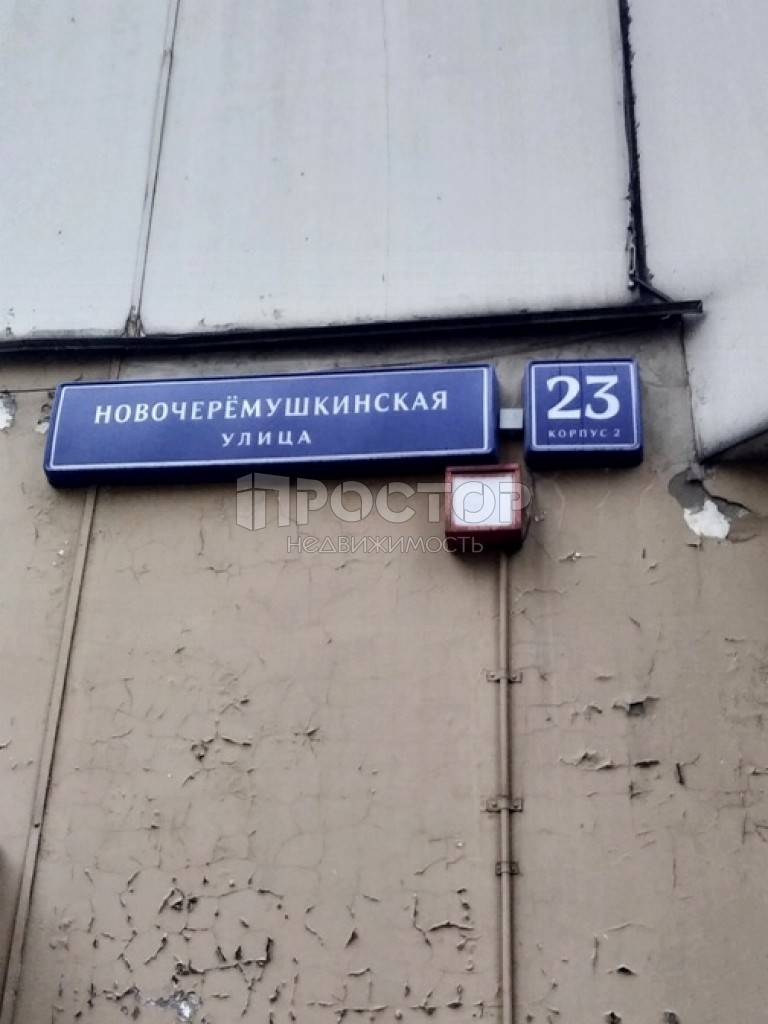 НОВОЧЕРЁМУШКИНСКАЯ
УЛИЦА
23
КОРПУС 2
ПРОСТОР
НЕДВИЖИМОСТЬ